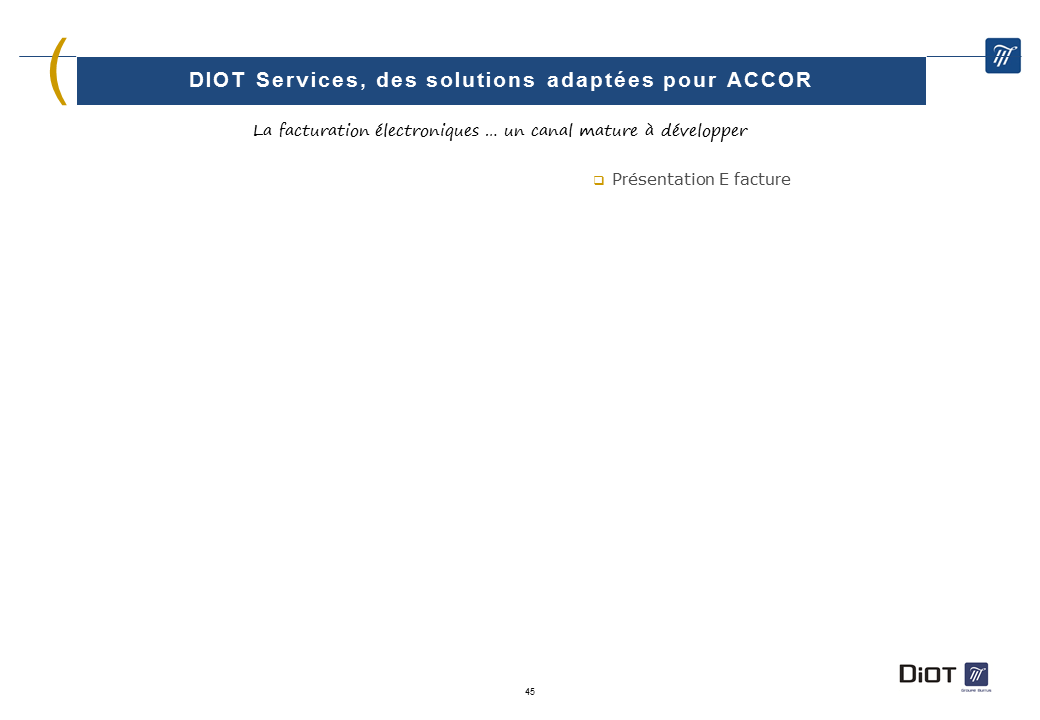 DIOT Services, des solutions adaptées pour ACCOR
La facturation électroniques ... un canal mature à développer
Présentation E facture
DIOT
Groupe Burrus
45